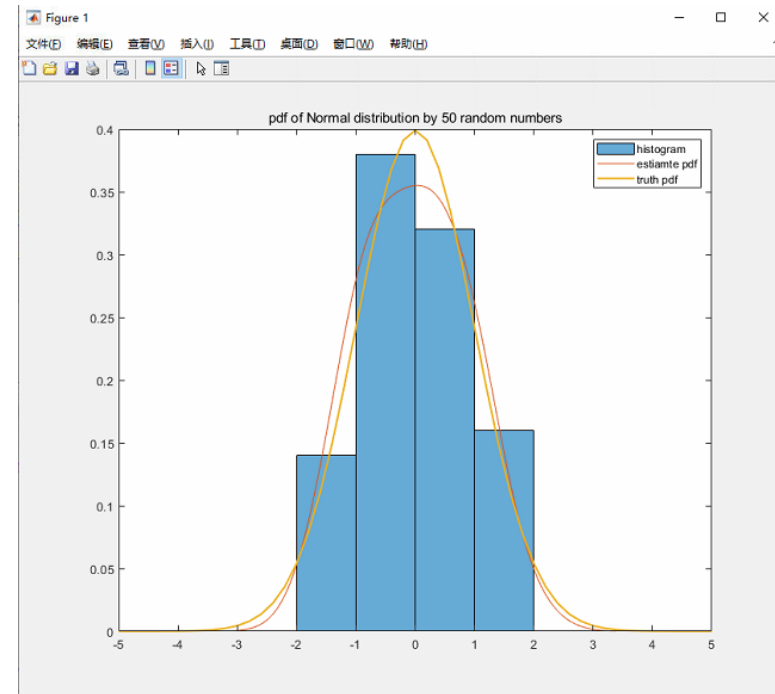 Figure 1
文件(F) 编辑(E) 查看(V) 插入(I) 工具(T) 桌面(D) 窗口(W) 帮助(H)
pdf of Normal distribution by 50 random numbers
histogram
estiamte pdf
truth pdf
0.4
0.35
0.3
0.25
0.2
0.15
0.1
0.05
0
-5 -4 -3 -2 -1 0 1 2 3 4 5